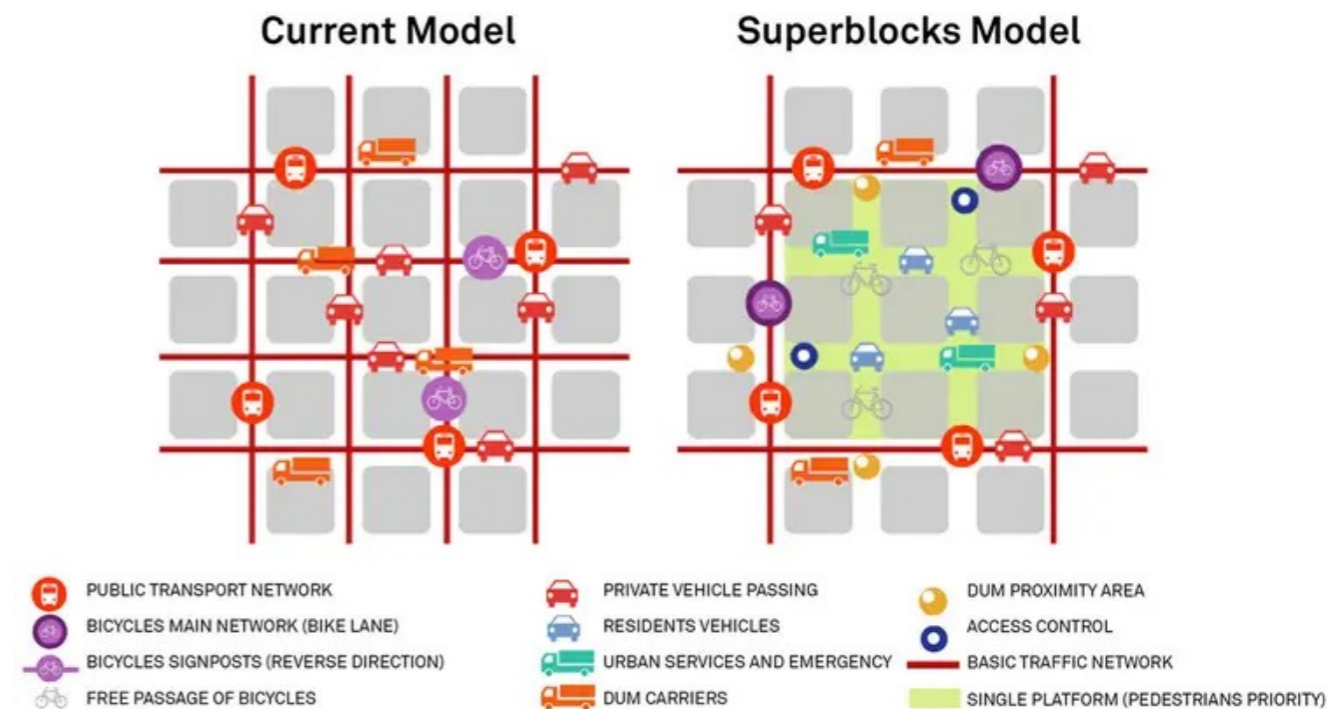 Current Model
Superblocks Model
PUBLIC TRANSPORT NETWORK
BICYCLES MAIN NETWORK (BIKE LANE)
BICYCLES SIGNPOSTS (REVERSE DIRECTION)
FREE PASSAGE OF BICYCLES
PRIVATE VEHICLE PASSING
RESIDENTS VEHICLES
URBAN SERVICES AND EMERGENCY
DUM CARRIERS
DUM PROXIMITY AREA
ACCESS CONTROL
BASIC TRAFFIC NETWORK
SINGLE PLATFORM (PEDESTRIANS PRIORITY)